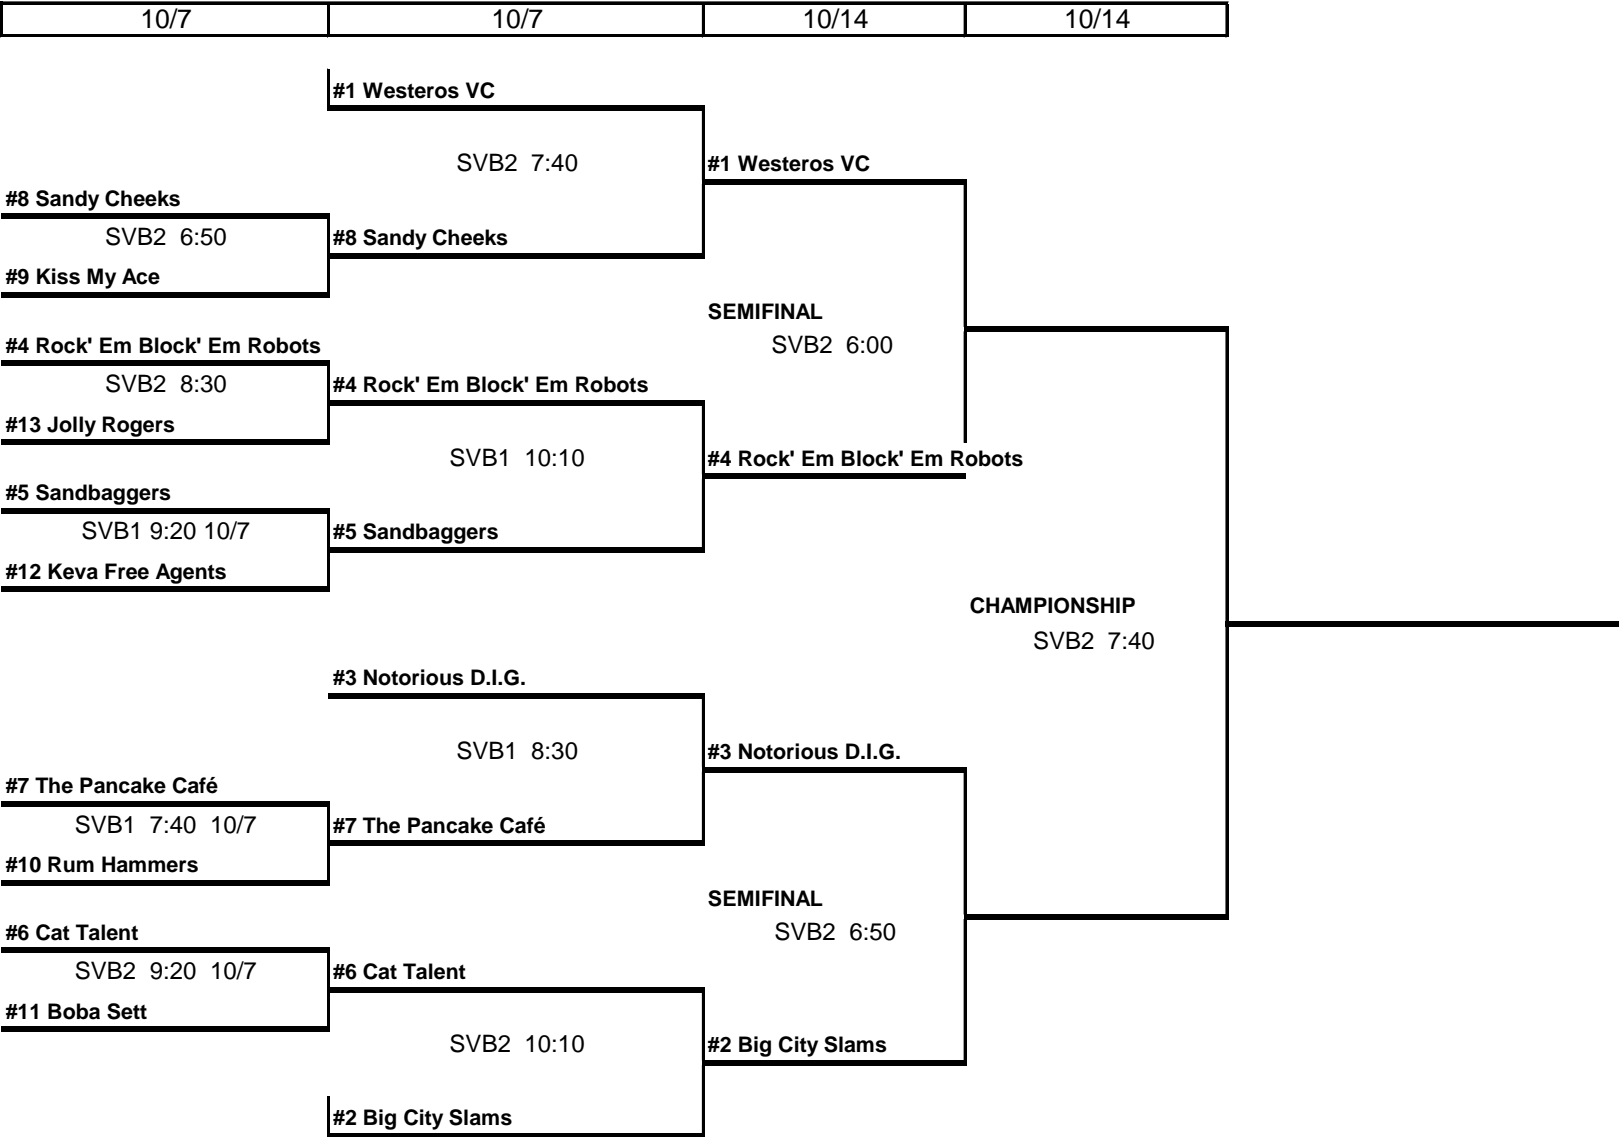 10/7 10/7 10/14 10/14
#1 Westeros VC
SVB2 7:40 #1 Westeros VC
#8 Sandy Cheeks
SVB2 6:50 #8 Sandy Cheeks
#9 Kiss My Ace
SEMIFINAL
#4 Rock' Em Block' Em Robots SVB2 6:00
SVB2 8:30 #4 Rock' Em Block' Em Robots
#13 Jolly Rogers
SVB1 10:10 #4 Rock' Em Block' Em Robots
#5 Sandbaggers
SVB1 9:20 10/7 #5 Sandbaggers
#12 Keva Free Agents
CHAMPIONSHIP
SVB2 7:40
#3 Notorious D.I.G.
SVB1 8:30 #3 Notorious D.I.G.
#7 The Pancake Café
SVB1 7:40 10/7 #7 The Pancake Café
#10 Rum Hammers
SEMIFINAL
#6 Cat Talent SVB2 6:50
SVB2 9:20 10/7 #6 Cat Talent
#11 Boba Sett
SVB2 10:10 #2 Big City Slams
#2 Big City Slams